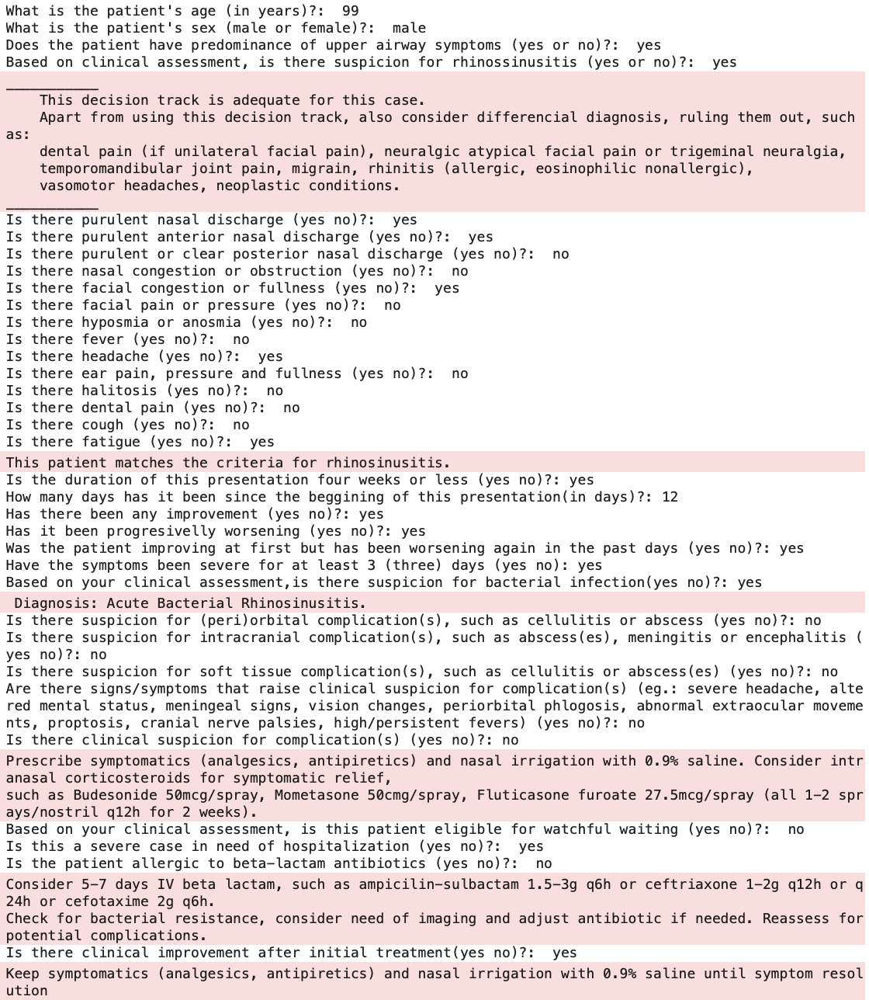 What is the patient's age (in years)?:  99
What is the patient's sex (male or female)?:  male
Does the patient have predominance of upper airway symptoms (yes or no)?:  yes
Based on clinical assessment, is there suspicion for rhinossinusitis (yes or no)?:  yes
___________
    This decision track is adequate for this case.
    Apart from using this decision track, also consider differencial diagnosis, ruling them out, such
as:
    dental pain (if unilateral facial pain), neuralgic atypical facial pain or trigeminal neuralgia,
    temporomandibular joint pain, migrain, rhinitis (allergic, eosinophilic nonallergic),
    vasomotor headaches, neoplastic conditions.
___________
Is there purulent nasal discharge (yes no)?:  yes
Is there purulent anterior nasal discharge (yes no)?:  yes
Is there purulent or clear posterior nasal discharge (yes no)?:  no
Is there nasal congestion or obstruction (yes no)?:  no
Is there facial congestion or fullness (yes no)?:  yes
Is there facial pain or pressure (yes no)?:  no
Is there hyposmia or anosmia (yes no)?:  no
Is there fever (yes no)?:  no
Is there headache (yes no)?:  yes
Is there ear pain, pressure and fullness (yes no)?:  no
Is there halitosis (yes no)?:  no
Is there dental pain (yes no)?:  no
Is there cough (yes no)?:  no
Is there fatigue (yes no)?:  yes
This patient matches the criteria for rhinosinusitis.
Is the duration of this presentation four weeks or less (yes no)?: yes
How many days has it been since the beggining of this presentation(in days)?: 12
Has there been any improvement (yes no)?: yes
Has it been progresivelly worsening (yes no)?: yes
Was the patient improving at first but has been worsening again in the past days (yes no)?: yes
Have the symptoms been severe for at least 3 (three) days (yes no): yes
Based on your clinical assessment,is there suspicion for bacterial infection(yes no)?: yes
 Diagnosis: Acute Bacterial Rhinosinusitis.
Is there suspicion for (peri)orbital complication(s), such as cellulitis or abscess (yes no)?: no
Is there suspicion for intracranial complication(s), such as abscess(es), meningitis or encephalitis (
yes no)?: no
Is there suspicion for soft tissue complication(s), such as cellulitis or abscess(es) (yes no)?: no
Are there signs/symptoms that raise clinical suspicion for complication(s) (eg.: severe headache, alte
red mental status, meningeal signs, vision changes, periorbital phlogosis, abnormal extraocular moveme
nts, proptosis, cranial nerve palsies, high/persistent fevers) (yes no)?: no
Is there clinical suspicion for complication(s) (yes no)?: no
Prescribe symptomatics (analgesics, antipiretics) and nasal irrigation with 0.9% saline. Consider intr
anasal corticosteroids for symptomatic relief,
such as Budesonide 50mcg/spray, Mometasone 50cmg/spray, Fluticasone furoate 27.5mcg/spray (all 1-2 spr
ays/nostril q12h for 2 weeks).
Based on your clinical assessment, is this patient eligible for watchful waiting (yes no)?:  no
Is this a severe case in need of hospitalization (yes no)?:  yes
Is the patient allergic to beta-lactam antibiotics (yes no)?:  no
Consider 5-7 days IV beta lactam, such as ampicilin-sulbactam 1.5-3g q6h or ceftriaxone 1-2g q12h or q
24h or cefotaxime 2g q6h.
Check for bacterial resistance, consider need of imaging and adjust antibiotic if needed. Reassess for
potential complications.
Is there clinical improvement after initial treatment(yes no)?:  yes
Keep symptomatics (analgesics, antipiretics) and nasal irrigation with 0.9% saline until symptom resol
ution